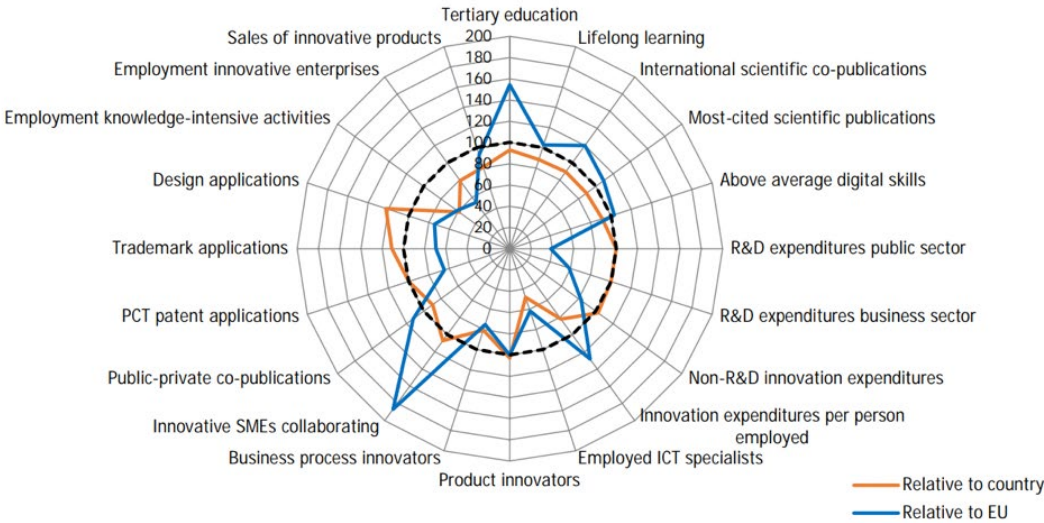 Tertiary education
Sales of innovative products
Lifelong learning
Employment innovative enterprises
International scientific co-publications
Employment knowledge-intensive activities
Most-cited scientific publications
Design applications
Above average digital skills
Trademark applications
R&D expenditures public sector
PCT patent applications
R&D expenditures business sector
Public-private co-publications
Non-R&D innovation expenditures
Innovative SMEs collaborating
Innovation expenditures per person
employed
Business process innovators
Employed ICT specialists
Product innovators
200
180
160
140
120
100
80
60
40
20
0
Relative to country
Relative to EU